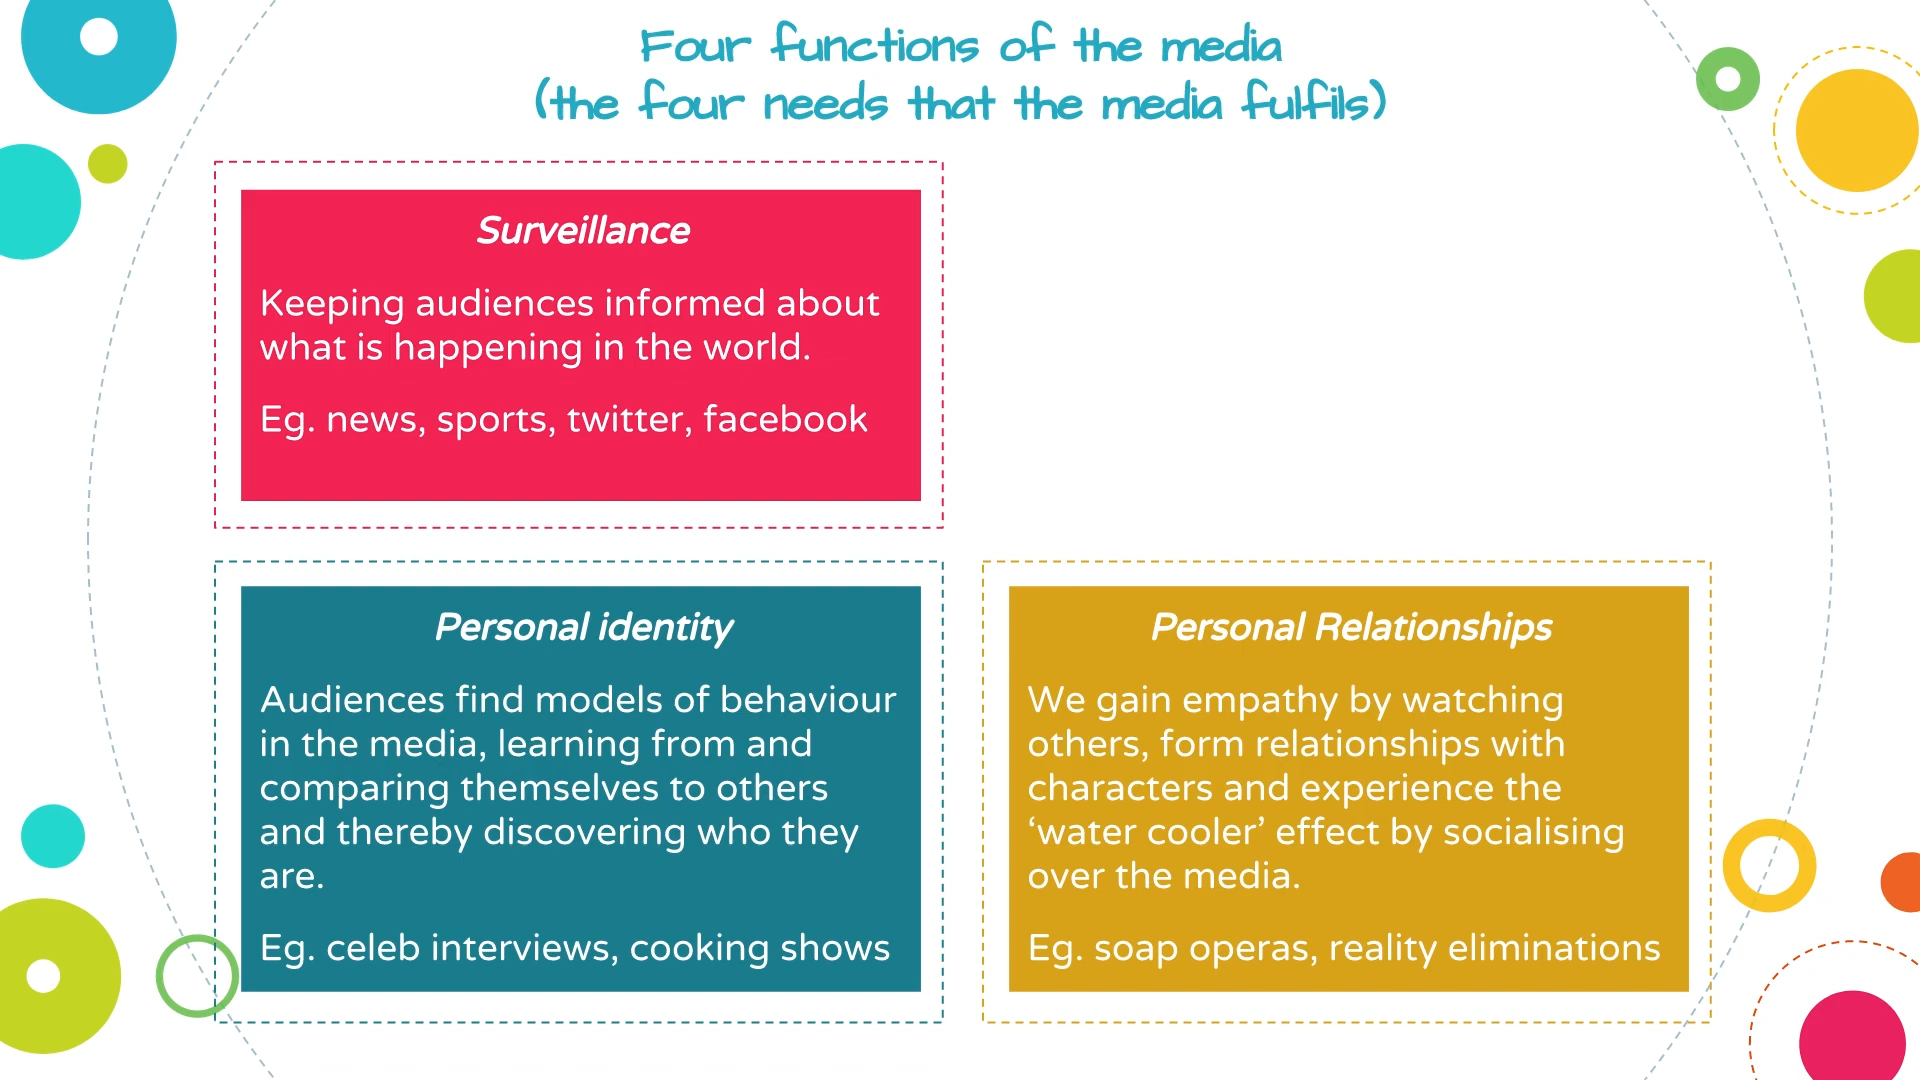 Four functions of the media
(the four needs that the media fulfils)
Surveillance
Keeping audiences informed about
what is happening in the world.
Eg. news, sports, twitter, facebook
Personal identity
Audiences find models of behaviour
in the media, learning from and
comparing themselves to others
and thereby discovering who they
are.
Eg. celeb interviews, cooking shows
Personal Relationships
We gain empathy by watching
others, form relationships with
characters and experience the
‘water cooler’ effect by socialising
over the media.
Eg. soap operas, reality eliminations